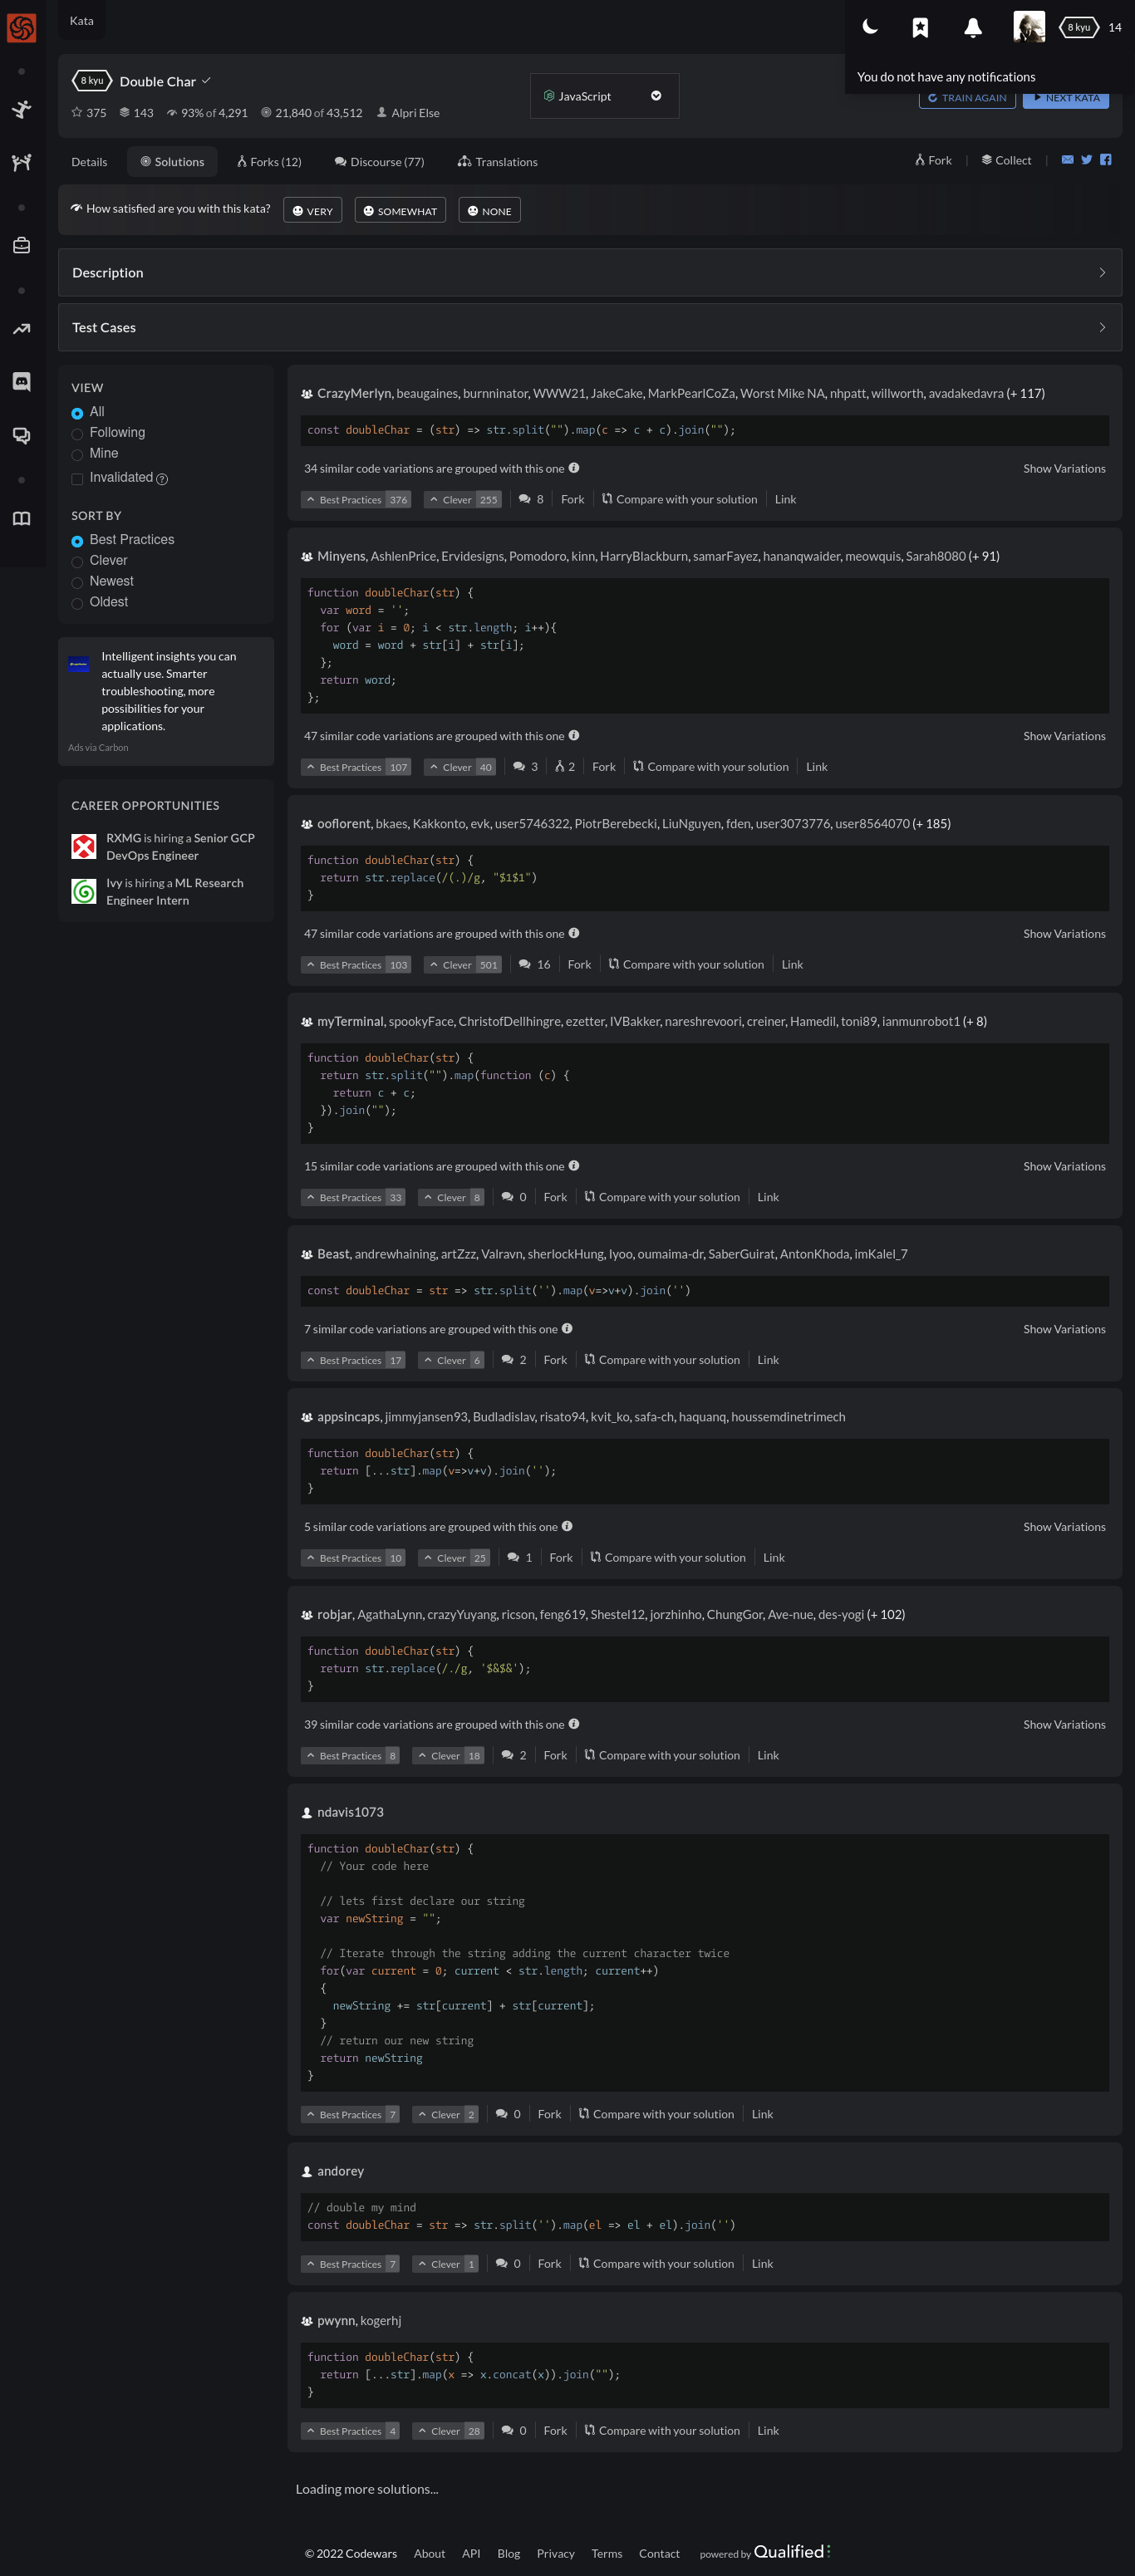 Kata
8 kyu 14
You do not have any notifications
8 kyu Double Char
JavaScript
TRAIN AGAIN NEXT KATA
375 143 93% of 4,291 21,840 of 43,512 Alpri Else
Details Solutions Forks (12) Discourse (77) Translations Fork Collect
How satisfied are you with this kata? VERY SOMEWHAT NONE
Description
Test Cases
VIEW
All
Following
Mine
Invalidated ?
SORT BY
Best Practices
Clever
Newest
Oldest
Intelligent insights you can
actually use. Smarter
troubleshooting, more
possibilities for your
applications.
Ads via Carbon
CAREER OPPORTUNITIES
RXMG is hiring a Senior GCP
DevOps Engineer
Ivy is hiring a ML Research
Engineer Intern
CrazyMerlyn, beaugaines, burnninator, WWW21, JakeCake, MarkPearlCoZa, Worst Mike NA, nhpatt, willworth, avadakedavra (+ 117)
const doubleChar = (str) => str.split("").map(c => c + c).join("");
34 similar code variations are grouped with this one Show Variations
Best Practices 376 Clever 255 8 Fork Compare with your solution Link
Minyens, AshlenPrice, Ervidesigns, Pomodoro, kinn, HarryBlackburn, samarFayez, hananqwaider, meowquis, Sarah8080 (+ 91)
function doubleChar(str) {
var word = '';
for (var i = 0; i < str.length; i++){
word = word + str[i] + str[i];
};
return word;
};
47 similar code variations are grouped with this one Show Variations
Best Practices 107 Clever 40 3 2 Fork Compare with your solution Link
ooflorent, bkaes, Kakkonto, evk, user5746322, PiotrBerebecki, LiuNguyen, fden, user3073776, user8564070 (+ 185)
function doubleChar(str) {
return str.replace(/(.)/g, "$1$1")
}
47 similar code variations are grouped with this one Show Variations
Best Practices 103 Clever 501 16 Fork Compare with your solution Link
myTerminal, spookyFace, ChristofDellhingre, ezetter, IVBakker, nareshrevoori, creiner, Hamedil, toni89, ianmunrobot1 (+ 8)
function doubleChar(str) {
return str.split("").map(function (c) {
return c + c;
}).join("");
}
15 similar code variations are grouped with this one Show Variations
Best Practices 33 Clever 8 0 Fork Compare with your solution Link
Beast, andrewhaining, artZzz, Valravn, sherlockHung, Iyoo, oumaima-dr, SaberGuirat, AntonKhoda, imKalel_7
const doubleChar = str => str.split('').map(v=>v+v).join('')
7 similar code variations are grouped with this one Show Variations
Best Practices 17 Clever 6 2 Fork Compare with your solution Link
appsincaps, jimmyjansen93, Budladislav, risato94, kvit_ko, safa-ch, haquanq, houssemdinetrimech
function doubleChar(str) {
return [...str].map(v=>v+v).join('');
}
5 similar code variations are grouped with this one Show Variations
Best Practices 10 Clever 25 1 Fork Compare with your solution Link
robjar, AgathaLynn, crazyYuyang, ricson, feng619, Shestel12, jorzhinho, ChungGor, Ave-nue, des-yogi (+ 102)
function doubleChar(str) {
return str.replace(/./g, '$&$&');
}
39 similar code variations are grouped with this one Show Variations
Best Practices 8 Clever 18 2 Fork Compare with your solution Link
ndavis1073
function doubleChar(str) {
// Your code here
// lets first declare our string
var newString = "";
// Iterate through the string adding the current character twice
for(var current = 0; current < str.length; current++)
{
newString += str[current] + str[current];
}
// return our new string
return newString
}
Best Practices 7 Clever 2 0 Fork Compare with your solution Link
andorey
// double my mind
const doubleChar = str => str.split('').map(el => el + el).join('')
Best Practices 7 Clever 1 0 Fork Compare with your solution Link
pwynn, kogerhj
function doubleChar(str) {
return [...str].map(x => x.concat(x)).join("");
}
Best Practices 4 Clever 28 0 Fork Compare with your solution Link
Loading more solutions...
© 2022 Codewars About API Blog Privacy Terms Contact powered by Qualified